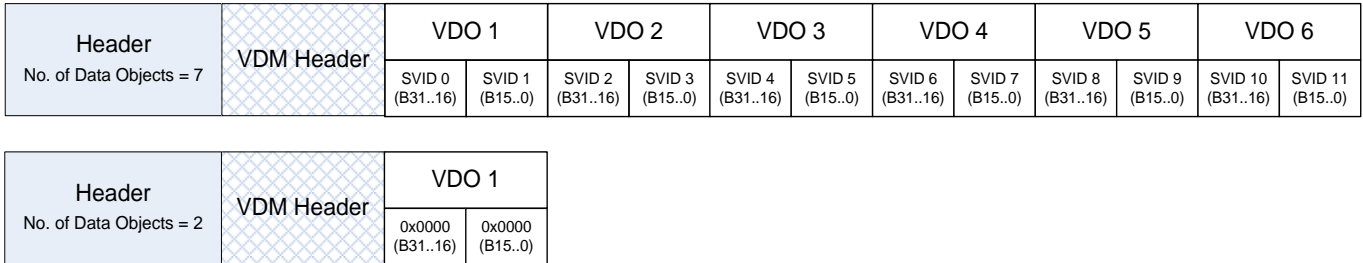 Header
No. of Data Objects = 7
VDM Header
VDO 1 VDO 2 VDO 3 VDO 4 VDO 5 VDO 6
SVID 0 SVID 1 SVID 2 SVID 3 SVID 4 SVID 5 SVID 6 SVID 7 SVID 8 SVID 9 SVID 10 SVID 11
(B31..16) (B15..0) (B31..16) (B15..0) (B31..16) (B15..0) (B31..16) (B15..0) (B31..16) (B15..0) (B31..16) (B15..0)
Header
No. of Data Objects = 2
VDM Header
VDO 1
0x0000 0x0000
(B31..16) (B15..0)